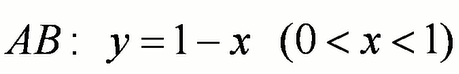 AB: y = 1 − x (0 < x < 1)